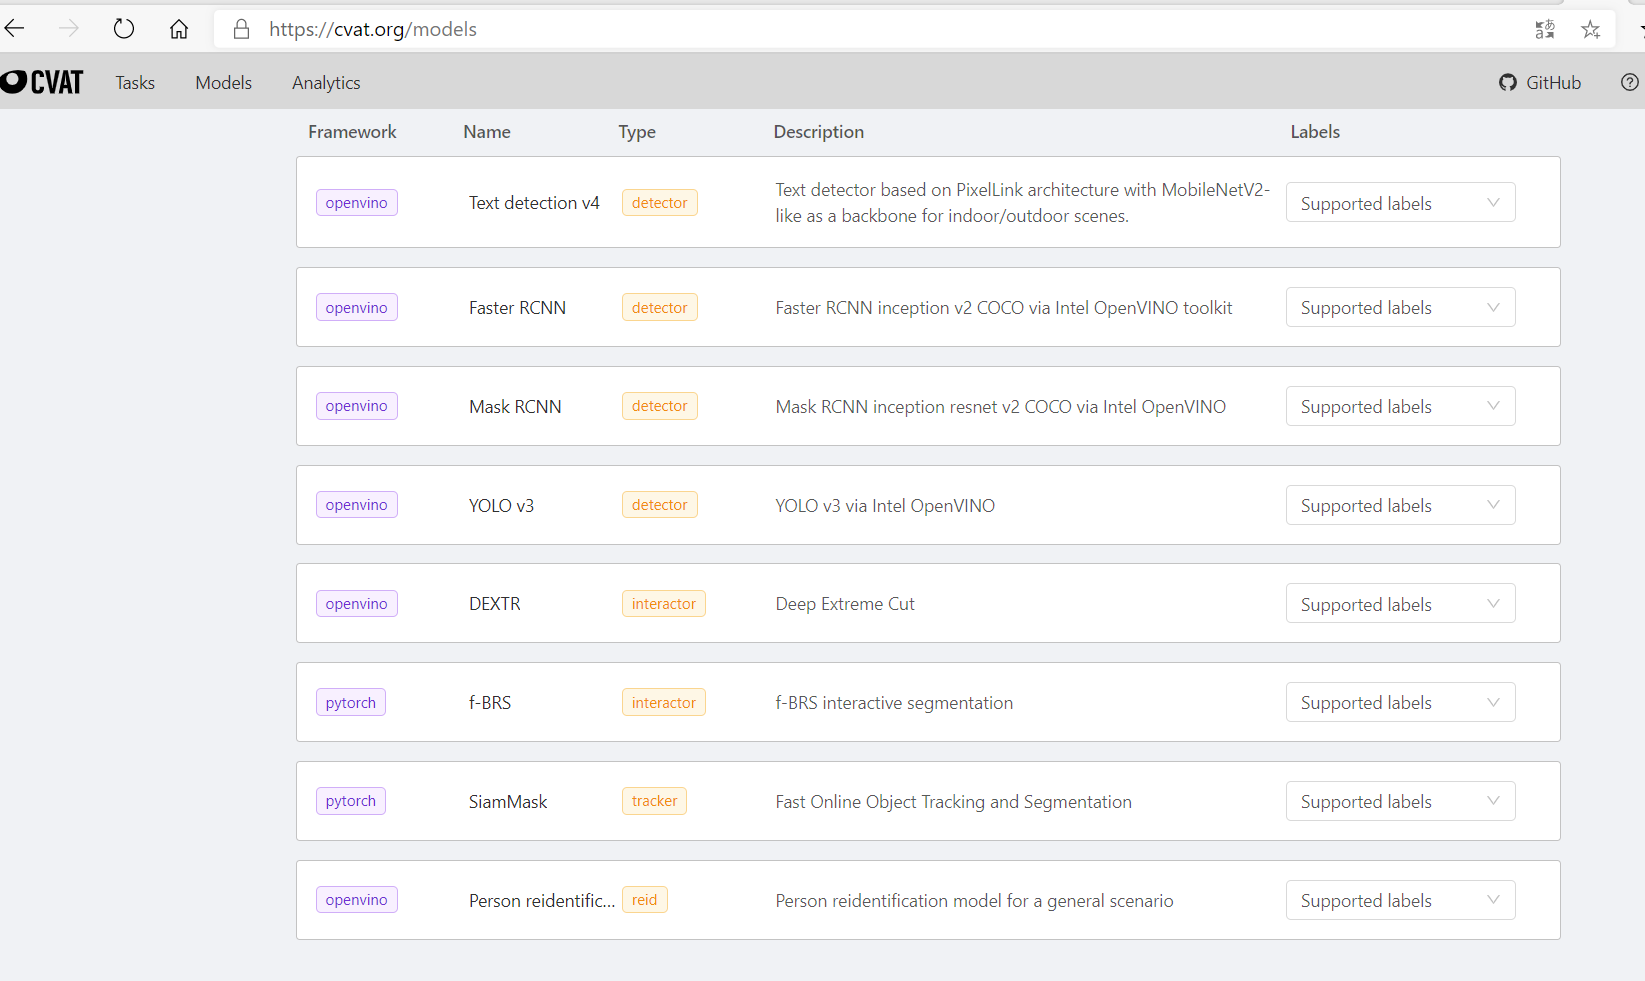 https://cvat.org/models
CVAT Tasks Models Analytics GitHub
Framework Name Type Description Labels
openvino Text detection v4 detector Text detector based on PixelLink architecture with MobileNetV2-
like as a backbone for indoor/outdoor scenes. Supported labels
openvino Faster RCNN detector Faster RCNN inception v2 COCO via Intel OpenVINO toolkit Supported labels
openvino Mask RCNN detector Mask RCNN inception resnet v2 COCO via Intel OpenVINO Supported labels
openvino YOLO v3 detector YOLO v3 via Intel OpenVINO Supported labels
openvino DEXTR interactor Deep Extreme Cut Supported labels
pytorch f-BRS interactor f-BRS interactive segmentation Supported labels
pytorch SiamMask tracker Fast Online Object Tracking and Segmentation Supported labels
openvino Person reidentific... reid Person reidentification model for a general scenario Supported labels